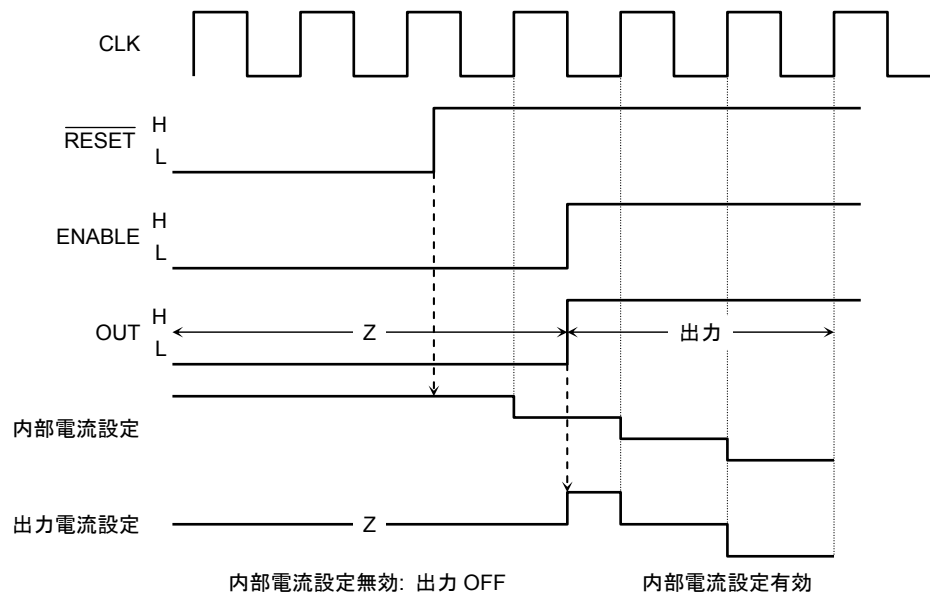 CLK
RESET
H
L
ENABLE
H
L
OUT
H
L
Z
出力
内部電流設定
出力電流設定
Z
内部電流設定無効: 出力 OFF
内部電流設定有効